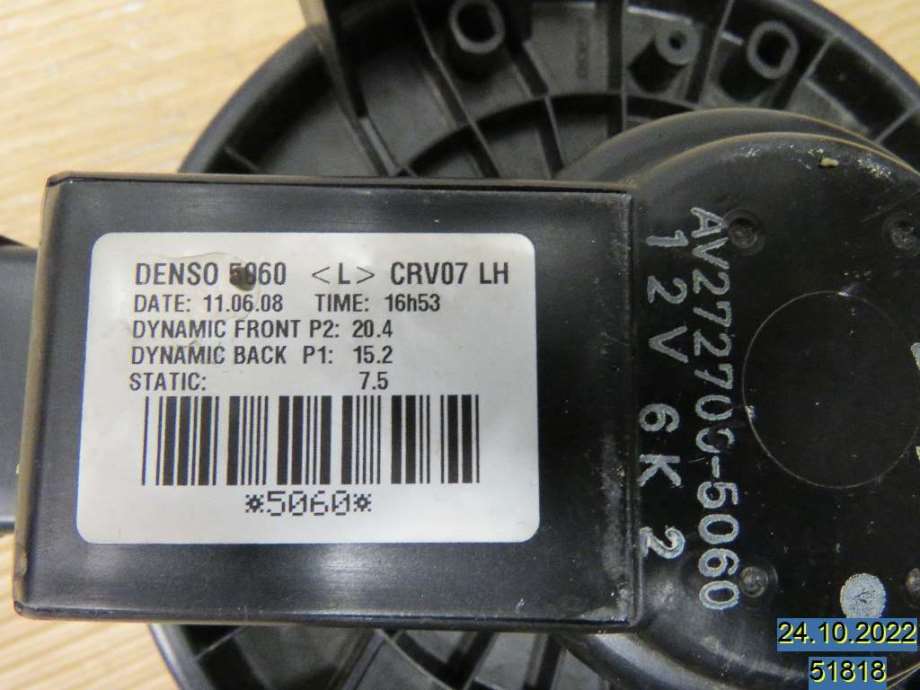 DENSO 5060 <L> CRV07 LH
DATE: 11.06.08 TIME: 16h53
DYNAMIC FRONT P2: 20.4
DYNAMIC BACK P1: 15.2
STATIC: 7.5
*5060*
AV272700-5060
12V 6K2
24.10.2022
51818